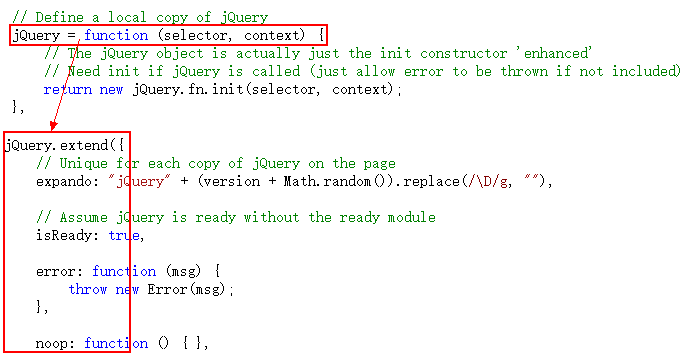 // Define a local copy of jQuery
jQuery = function (selector, context) {
// The jQuery object is actually just the init constructor 'enhanced'
// Need init if jQuery is called (just allow error to be thrown if not included)
return new jQuery.fn.init(selector, context);
},
jQuery.extend({
// Unique for each copy of jQuery on the page
expando: "jQuery" + (version + Math.random()).replace(/\D/g, ""),
// Assume jQuery is ready without the ready module
isReady: true,
error: function (msg) {
throw new Error(msg);
},
noop: function () { },